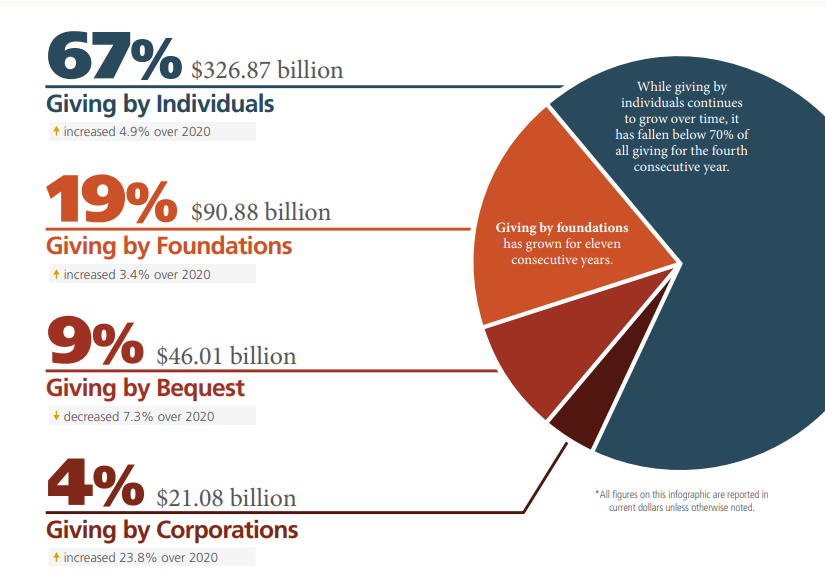 67% $326.87 billion
Giving by Individuals
increased 4.9% over 2020
19% $90.88 billion
Giving by Foundations
increased 3.4% over 2020
9% $46.01 billion
Giving by Bequest
decreased 7.3% over 2020
4% $21.08 billion
Giving by Corporations
increased 23.8% over 2020
While giving by
individuals continues
to grow over time, it
has fallen below 70% of
all giving for the fourth
consecutive year.
Giving by foundations
has grown for eleven
consecutive years.
*All figures on this infographic are reported in
current dollars unless otherwise noted.